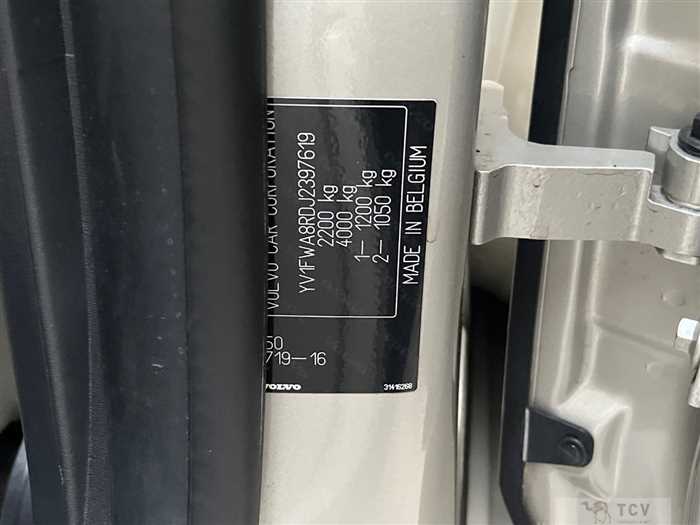 VOLVO CAR CORPORATION
YV1FWA8RDJ2397619
2200 kg
4000 kg
1– 1200 kg
2– 1050 kg
MADE IN BELGIUM
50
719–16
VOLVO
31416268
TCV